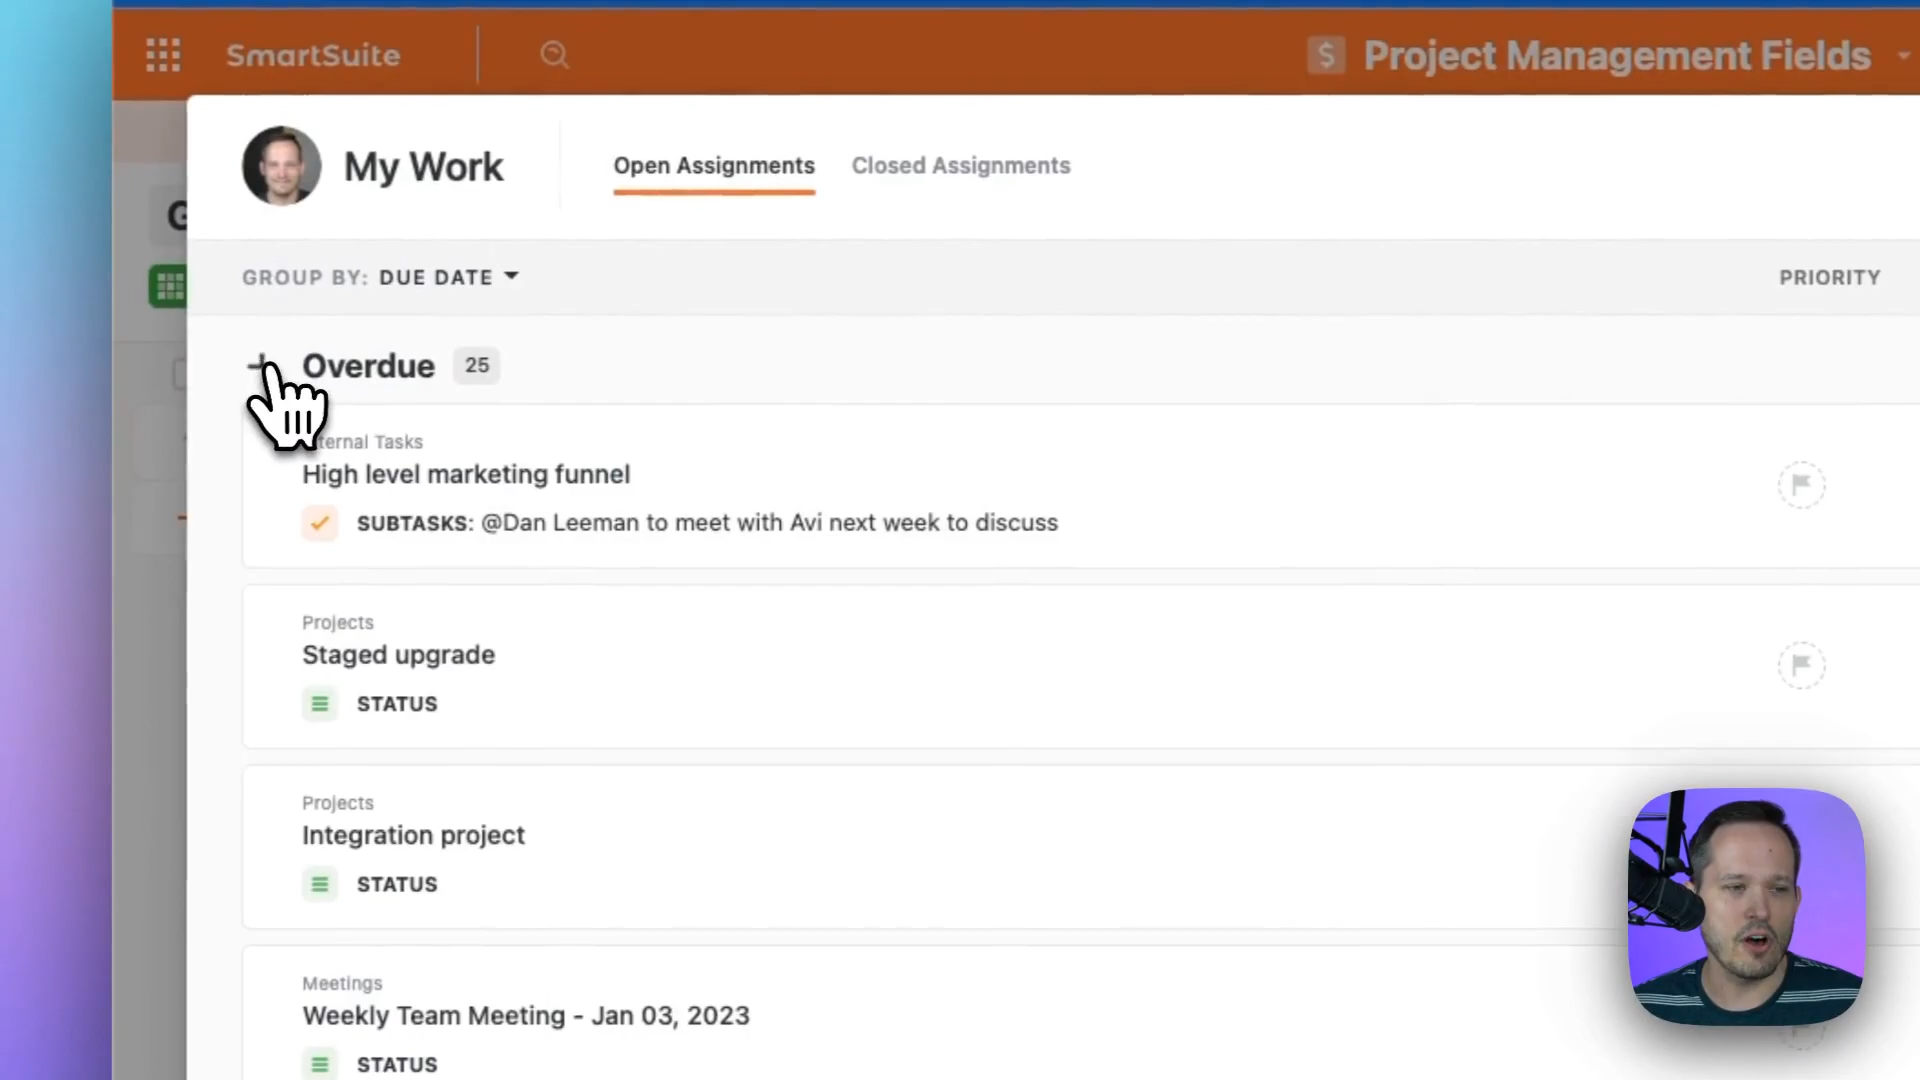 SmartSuite
$ Project Management Fields
My Work
Open Assignments
Closed Assignments
GROUP BY: DUE DATE
PRIORITY
Overdue 25
ternal Tasks
High level marketing funnel
SUBTASKS: @Dan Leeman to meet with Avi next week to discuss
Projects
Staged upgrade
STATUS
Projects
Integration project
STATUS
Meetings
Weekly Team Meeting - Jan 03, 2023
STATUS